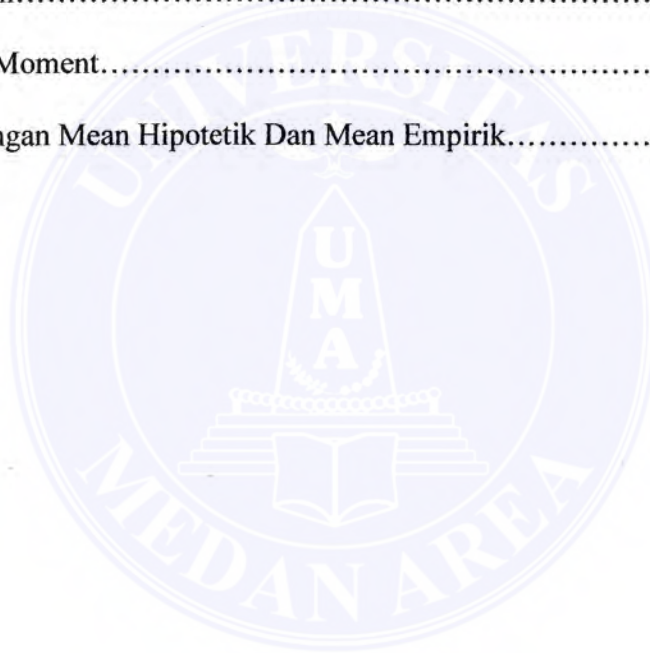 Moment..........................................................
ngan Mean Hipotetik Dan Mean Empirik...............
UNIVERSITAS
U
M
A
MEDAN AREA